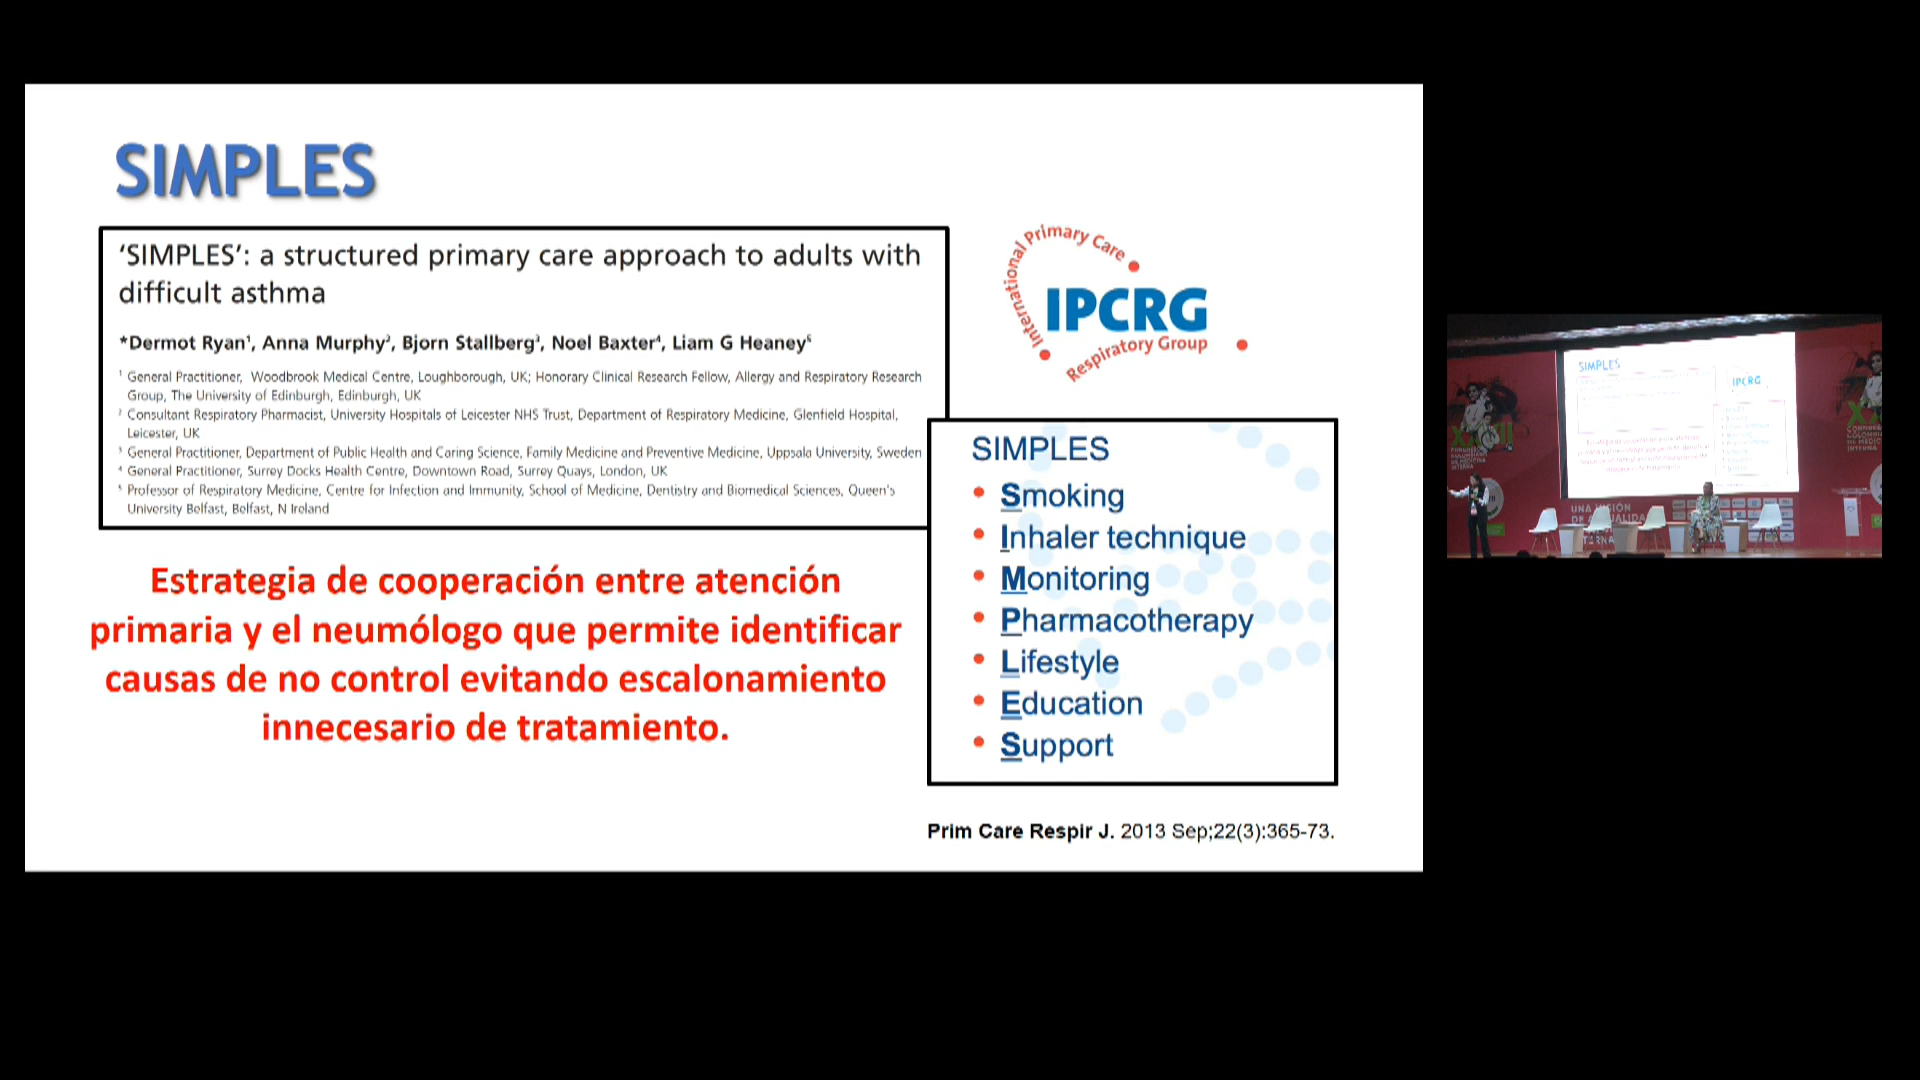 SIMPLES
‘SIMPLES’: a structured primary care approach to adults with
difficult asthma
*Dermot Ryan¹, Anna Murphy², Bjorn Stallberg³, Noel Baxter⁴, Liam G Heaney⁵
¹ General Practitioner, Woodbrook Medical Centre, Loughborough, UK; Honorary Clinical Research Fellow, Allergy and Respiratory Research
Group, The University of Edinburgh, Edinburgh, UK
² Consultant Respiratory Pharmacist, University Hospitals of Leicester NHS Trust, Department of Respiratory Medicine, Glenfield Hospital,
Leicester, UK
³ General Practitioner, Department of Public Health and Caring Science, Family Medicine and Preventive Medicine, Uppsala University, Sweden
⁴ General Practitioner, Surrey Docks Health Centre, Downtown Road, Surrey Quays, London, UK
⁵ Professor of Respiratory Medicine, Centre for Infection and Immunity, School of Medicine, Dentistry and Biomedical Sciences, Queen's
University Belfast, Belfast, N Ireland
International Primary Care
IPCRG
Respiratory Group
Estrategia de cooperación entre atención
primaria y el neumólogo que permite identificar
causas de no control evitando escalonamiento
innecesario de tratamiento.
SIMPLES
• Smoking
• Inhaler technique
• Monitoring
• Pharmacotherapy
• Lifestyle
• Education
• Support
Prim Care Respir J. 2013 Sep;22(3):365-73.
SIMPLES
IPCRG